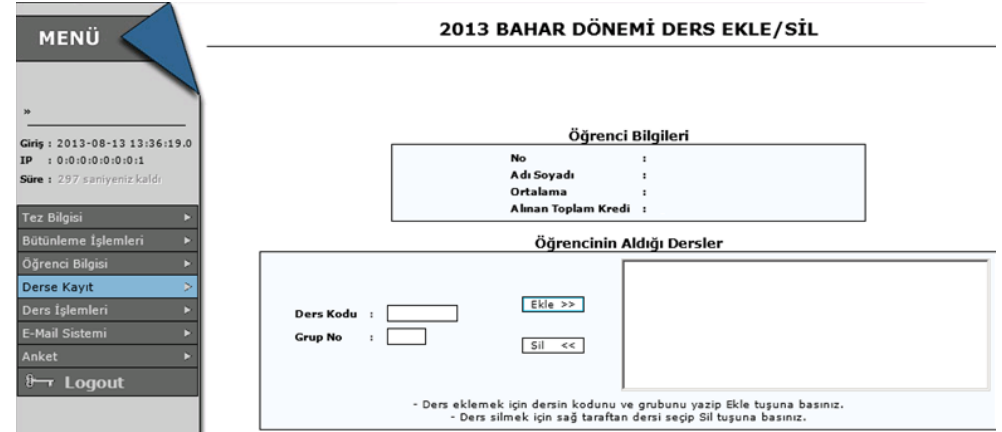 MENÜ
2013 BAHAR DÖNEMİ DERS EKLE/SİL
»
Giriş : 2013-08-13 13:36:19.0
IP : 0:0:0:0:0:0:0:1
Süre : 297 saniyeniz kaldı
Tez Bilgisi
Bütünleme İşlemleri
Öğrenci Bilgisi
Derse Kayıt
Ders İşlemleri
E-Mail Sistemi
Anket
Logout
Öğrenci Bilgileri
No :
Adı Soyadı :
Ortalama :
Alınan Toplam Kredi :
Öğrencinin Aldığı Dersler
Ders Kodu :
Grup No :
Ekle >>
Sil <<
- Ders eklemek için dersin kodunu ve grubunu yazip Ekle tuşuna basınız.
- Ders silmek için sağ taraftan dersi seçip Sil tuşuna basınız.